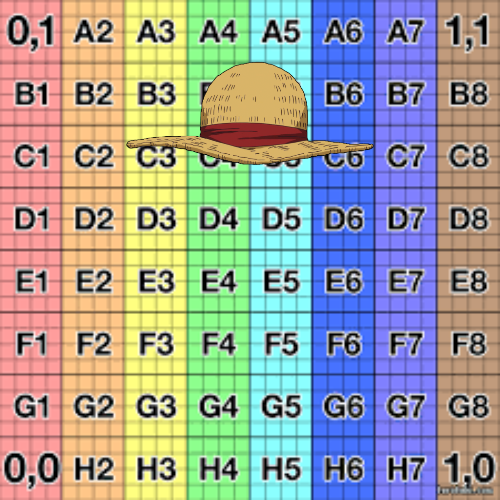 0,1 A2 A3 A4 A5 A6 A7 1,1
B1 B2 B3 B6 B7 B8
C1 C2 C3 C6 C7 C8
D1 D2 D3 D4 D5 D6 D7 D8
E1 E2 E3 E4 E5 E6 E7 E8
F1 F2 F3 F4 F5 F6 F7 F8
G1 G2 G3 G4 G5 G6 G7 G8
0,0 H2 H3 H4 H5 H6 H7 1,0